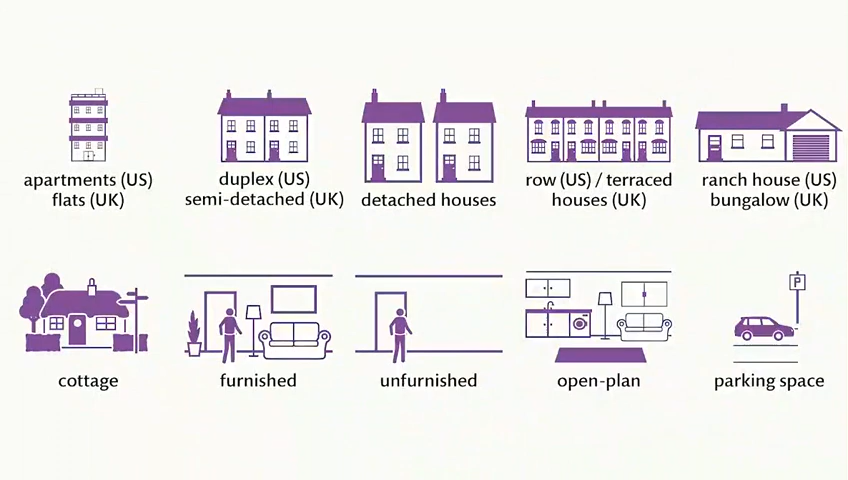 apartments (US)
flats (UK)
duplex (US)
semi-detached (UK)
detached houses
row (US) / terraced
houses (UK)
ranch house (US)
bungalow (UK)
cottage
furnished
unfurnished
open-plan
P
parking space